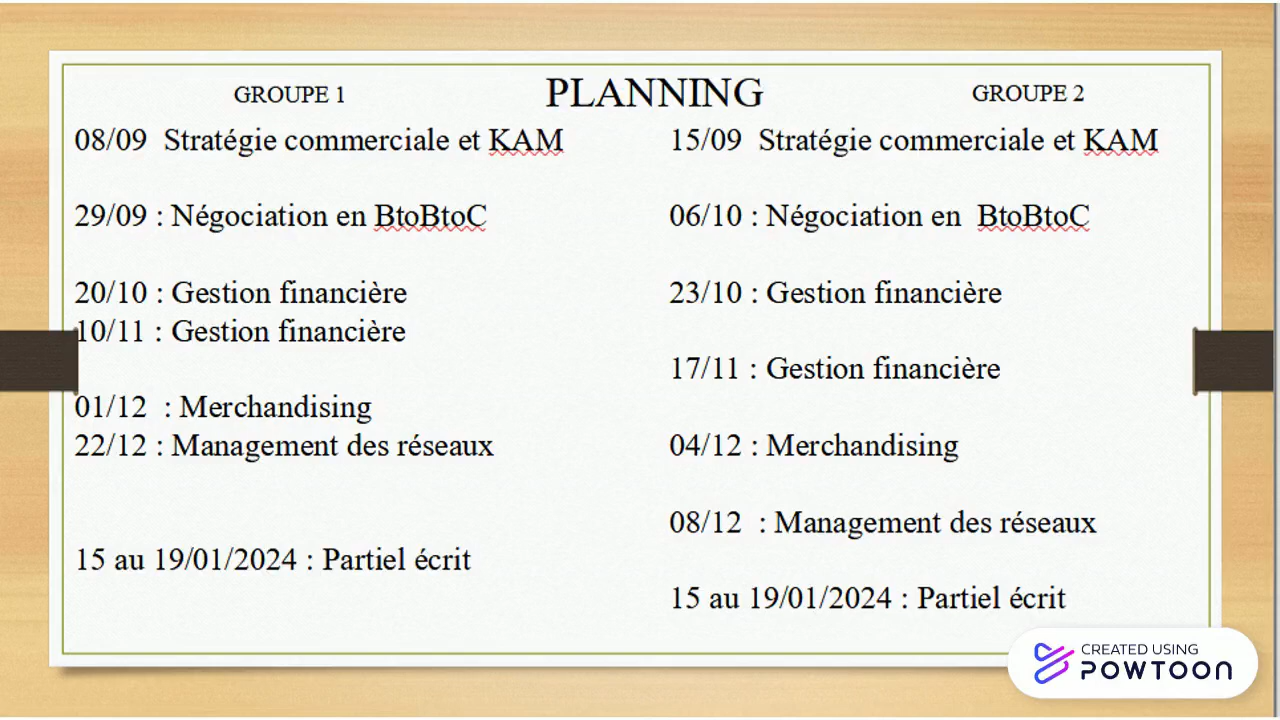 PLANNING
GROUPE 1
08/09  Stratégie commerciale et KAM
29/09 : Négociation en BtoBtoC
20/10 : Gestion financière
10/11 : Gestion financière
01/12  : Merchandising
22/12 : Management des réseaux
15 au 19/01/2024 : Partiel écrit
GROUPE 2
15/09  Stratégie commerciale et KAM
06/10 : Négociation en  BtoBtoC
23/10 : Gestion financière
17/11 : Gestion financière
04/12 : Merchandising
08/12  : Management des réseaux
15 au 19/01/2024 : Partiel écrit
CREATED USING
POWTOON